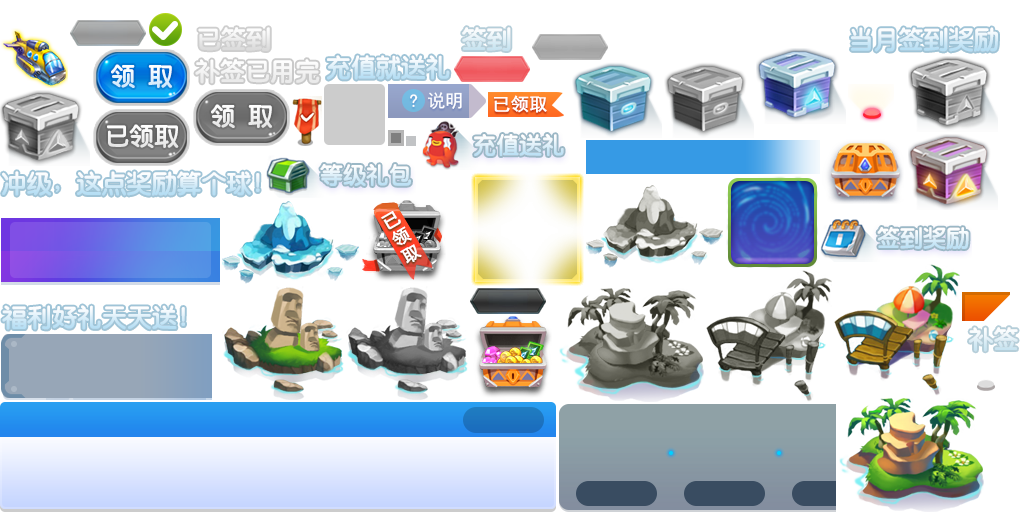 已签到
签到
当月签到奖励
领 取
补签已用完
充值就送礼
说明
已领取
领 取
已领取
充值送礼
冲级，这点奖励算个球！
等级礼包
已领取
签到奖励
福利好礼天天送！
补签